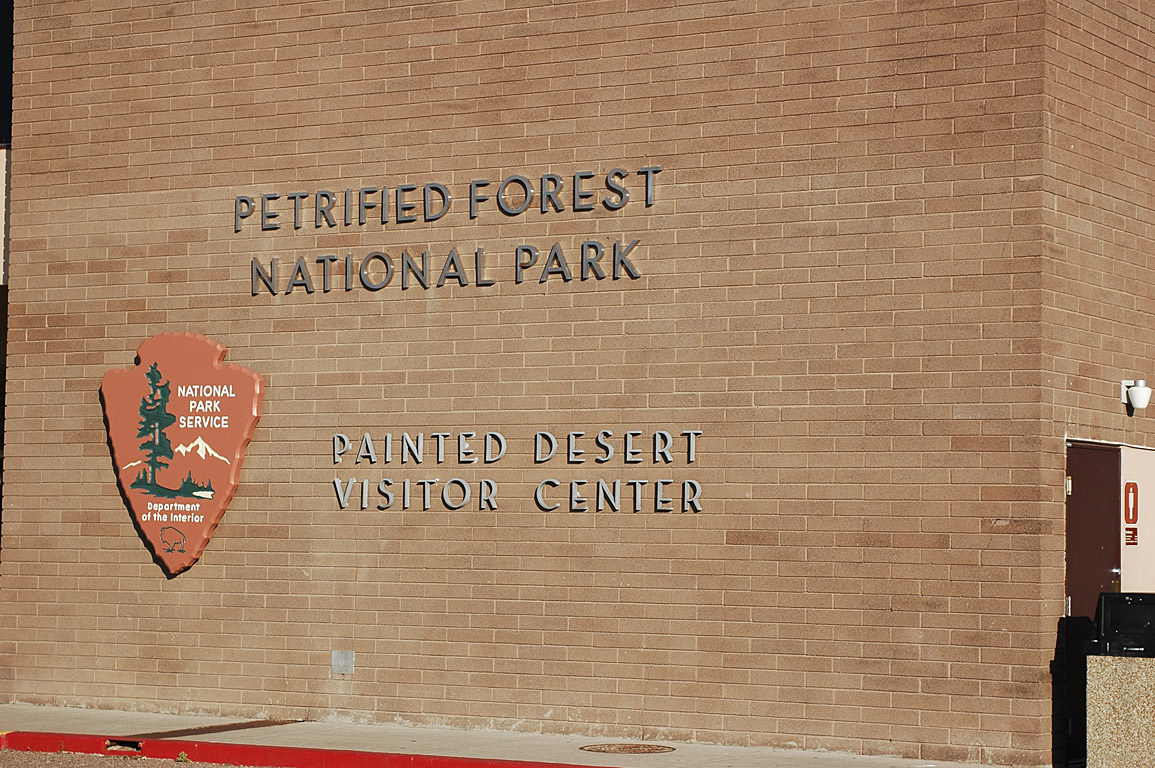 PETRIFIED FOREST
NATIONAL PARK
NATIONAL
PARK
SERVICE
Department
of the Interior
PAINTED DESERT
VISITOR CENTER